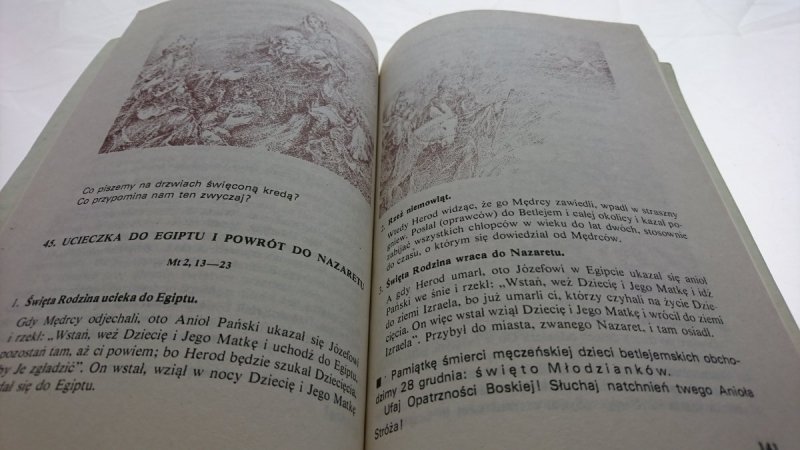 Co piszemy na drzwiach święconą kredą?
Co przypomina nam ten zwyczaj?
45. UCIECZKA DO EGIPTU I POWRÓT DO NAZARETU
Mt 2, 13—23
1. Święta Rodzina ucieka do Egiptu.
Gdy Mędrcy odjechali, oto Anioł Pański ukazał się Józefowi
i rzekł: „Wstań, weź Dziecię i Jego Matkę i uchodź do Egiptu
pozostań tam, aż ci powiem; bo Herod będzie szukał Dziecięcia,
by Je zgładzić". On wstał, wziął w nocy Dziecię i Jego Matkę
dał się do Egiptu.
2. Rzeź niemowląt.
Wtedy Herod widząc, że go Mędrcy zawiedli, wpadł w straszny
gniew. Posłał (oprawców) do Betlejem i całej okolicy i kazał po-
zabijać wszystkich chłopców w wieku do lat dwóch, stosownie
do czasu, o którym się dowiedział od Mędrców.
3. Święta Rodzina wraca do Nazaretu.
A gdy Herod umarł, oto Józefowi w Egipcie ukazał się anioł
Pański we śnie i rzekł: „Wstań, weź Dziecię i Jego Matkę i idź
do ziemi Izraela, bo już umarli ci, którzy czyhali na życie Dzie-
cięcia. On więc wstał wziął Dziecię i Jego Matkę i wrócił do ziemi
Izraela". Przybył do miasta, zwanego Nazaret, i tam osiadł.
■ Pamiątkę śmierci męczeńskiej dzieci betlejemskich obcho-
dzimy 28 grudnia: święto Młodzianków.
Ufaj Opatrzności Boskiej! Słuchaj natchnień twego Anioła
Stróża!